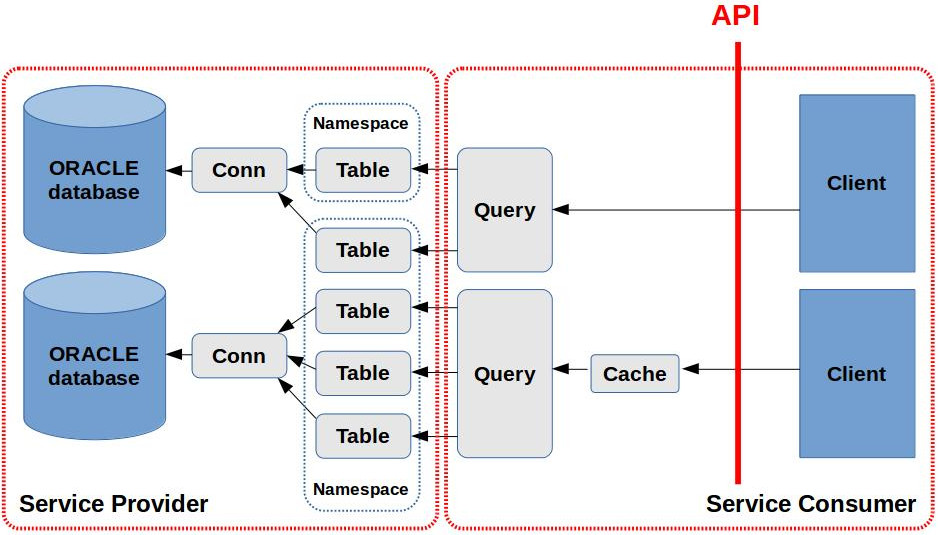 API
Namespace
ORACLE
database
Conn
Table
Query
Client
Table
Table
ORACLE
database
Conn
Table
Query
Cache
Client
Table
Namespace
Service Provider
Service Consumer